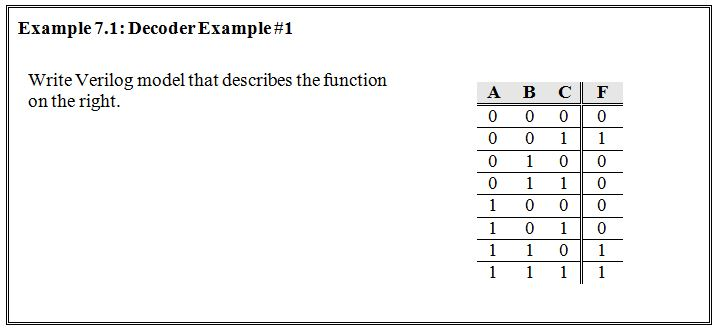 Example 7.1: Decoder Example #1
Write Verilog model that describes the function
on the right.
A B C F
0 0 0 0
0 0 1 1
0 1 0 0
0 1 1 0
1 0 0 0
1 0 1 0
1 1 0 1
1 1 1 1